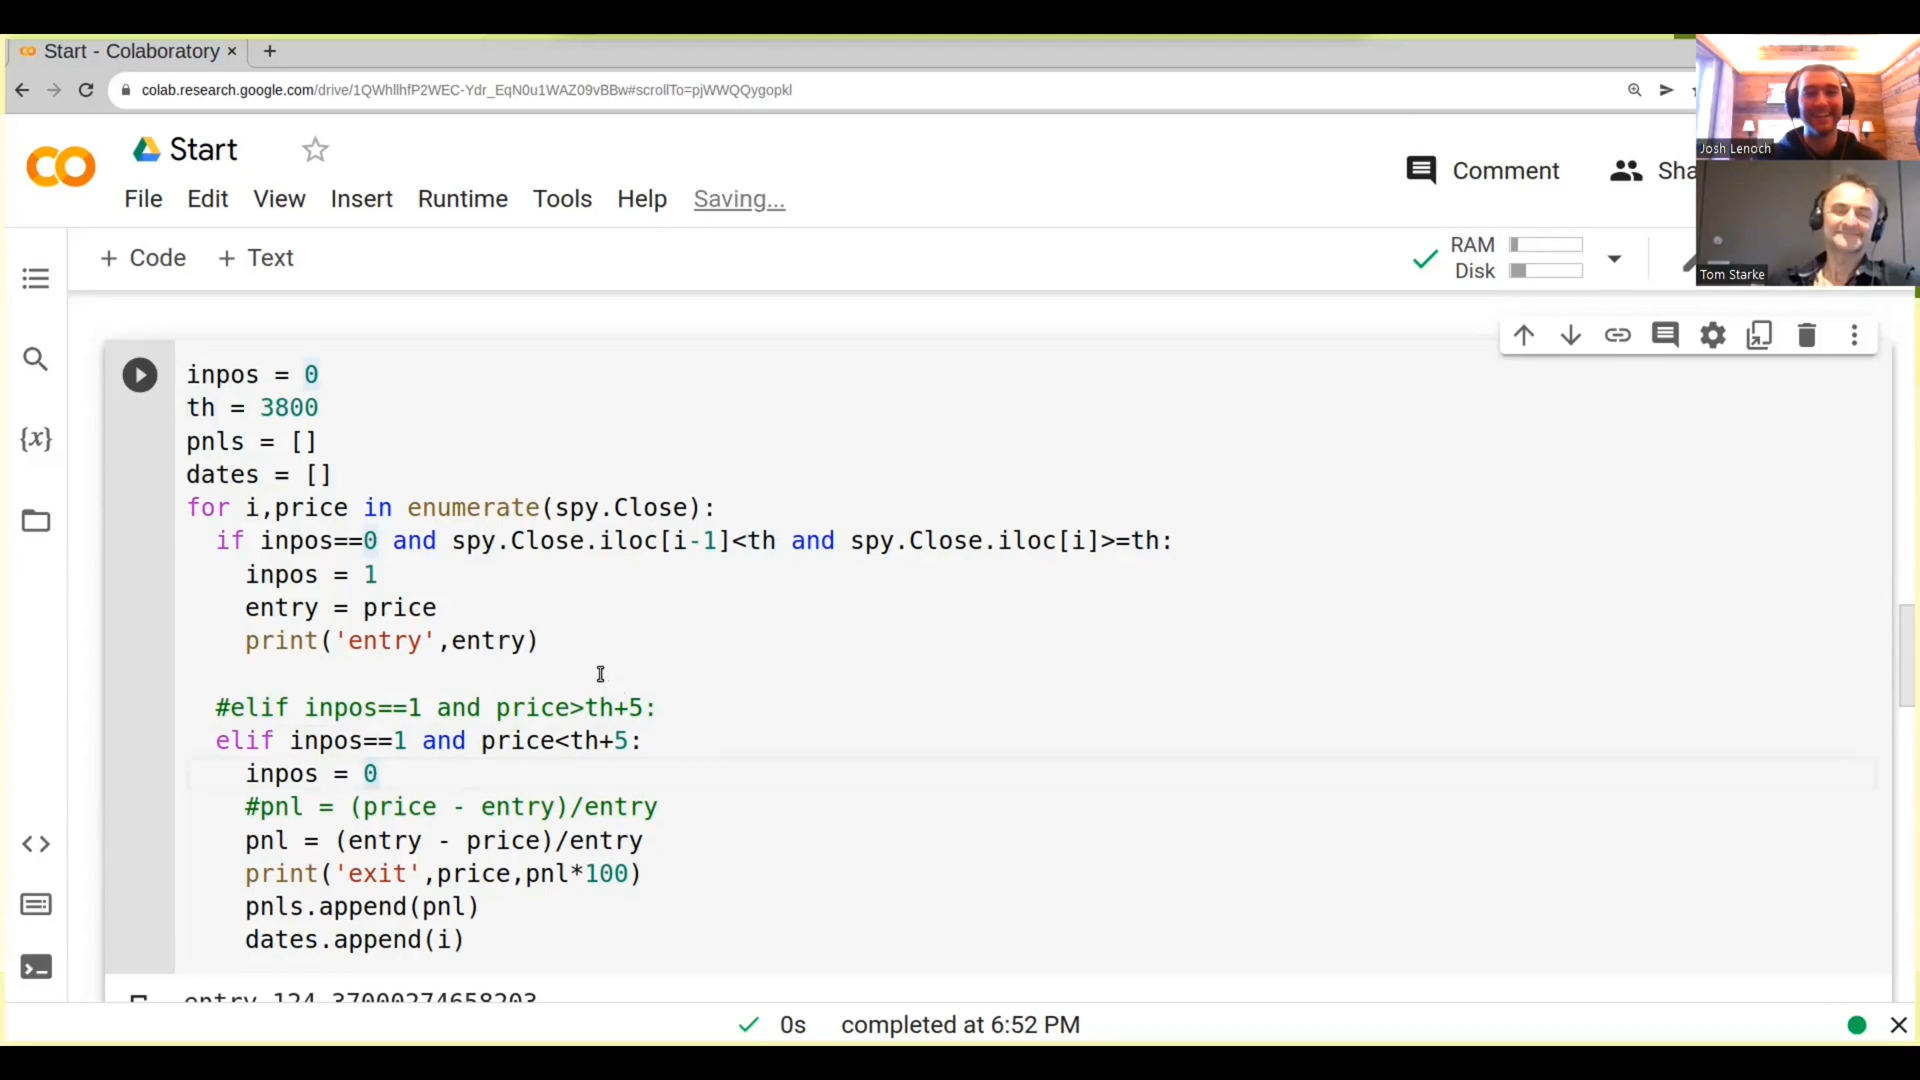 Start - Colaboratory × +
colab.research.google.com/drive/1QWhllhfP2WEC-Ydr_EqN0u1WAZ09vBBw#scrollTo=pjWWQQygopkl
Josh Lenoch
Start
Comment
Sha
File Edit View Insert Runtime Tools Help Saving...
+ Code + Text
RAM
Disk
Tom Starke
inpos = 0
th = 3800
pnls = []
dates = []
for i,price in enumerate(spy.Close):
if inpos==0 and spy.Close.iloc[i-1]<th and spy.Close.iloc[i]>=th:
inpos = 1
entry = price
print('entry',entry)
#elif inpos==1 and price>th+5:
elif inpos==1 and price<th+5:
inpos = 0
#pnl = (price - entry)/entry
pnl = (entry - price)/entry
print('exit',price,pnl*100)
pnls.append(pnl)
dates.append(i)
entry 124.37000274658203
0s completed at 6:52 PM